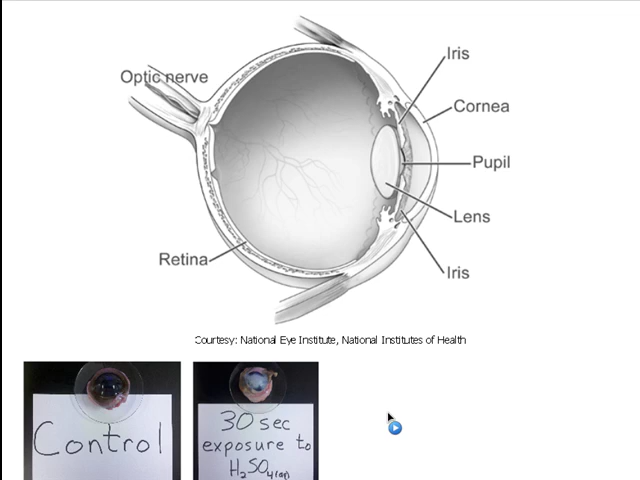 Iris
Optic nerve
Cornea
Pupil
Lens
Retina
Iris
Courtesy: National Eye Institute, National Institutes of Health
Control
30 sec
exposure to
H₂SO₄